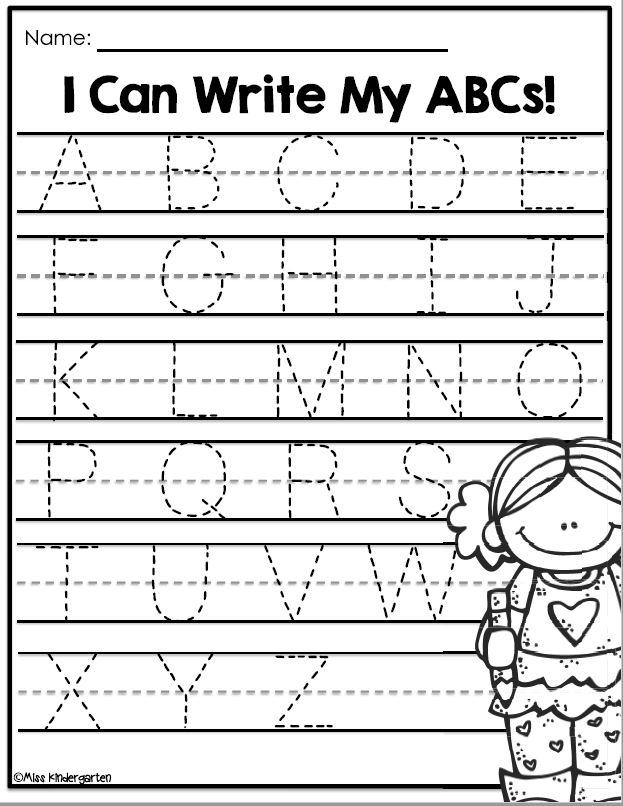 Name:
I Can Write My ABCs!
A B C D E
F G H I J
K L M N O
P Q R S
T U V W
X Y Z
©Miss Kindergarten